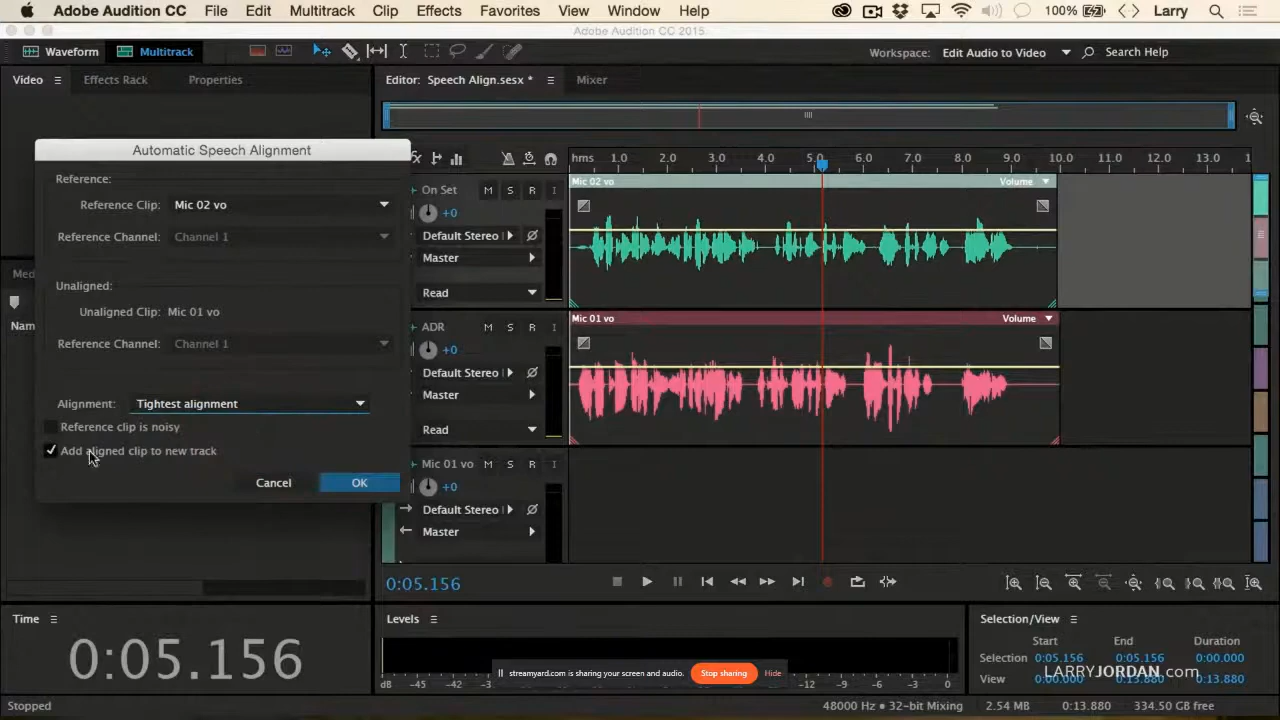 Adobe Audition CC File Edit Multitrack Clip Effects Favorites View Window Help 100% Larry
Adobe Audition CC 2015
Waveform Multitrack Workspace: Edit Audio to Video Search Help
Video Effects Rack Properties Editor: Speech Align.sesx * Mixer
Automatic Speech Alignment
hms 1.0 2.0 3.0 4.0 5.0 6.0 7.0 8.0 9.0 10.0 11.0 12.0 13.0
Reference:
Mic 02 vo Volume
On Set M S R I
Reference Clip: Mic 02 vo
+0
Reference Channel: Channel 1
Default Stereo
Master
Unaligned:
Read
Unaligned Clip: Mic 01 vo
Mic 01 vo Volume
ADR M S R I
Reference Channel: Channel 1
+0
Default Stereo
Master
Alignment: Tightest alignment
Reference clip is noisy
Read
Add aligned clip to new track
Mic 01 vo M S R I
Cancel OK
+0
Default Stereo
Master
0:05.156
Time Levels Selection/View
Start End Duration
Selection 0:05.156 0:05.156 0:00.000
View 0:00.000 0:13.880 0:13.880
LARRYJORDAN.com
0:05.156
streamyard.com is sharing your screen and audio. Stop sharing Hide
dB -45 -42 -12 -9 -6 -3 0
Stopped 48000 Hz • 32-bit Mixing 2.54 MB 0:13.880 334.50 GB free